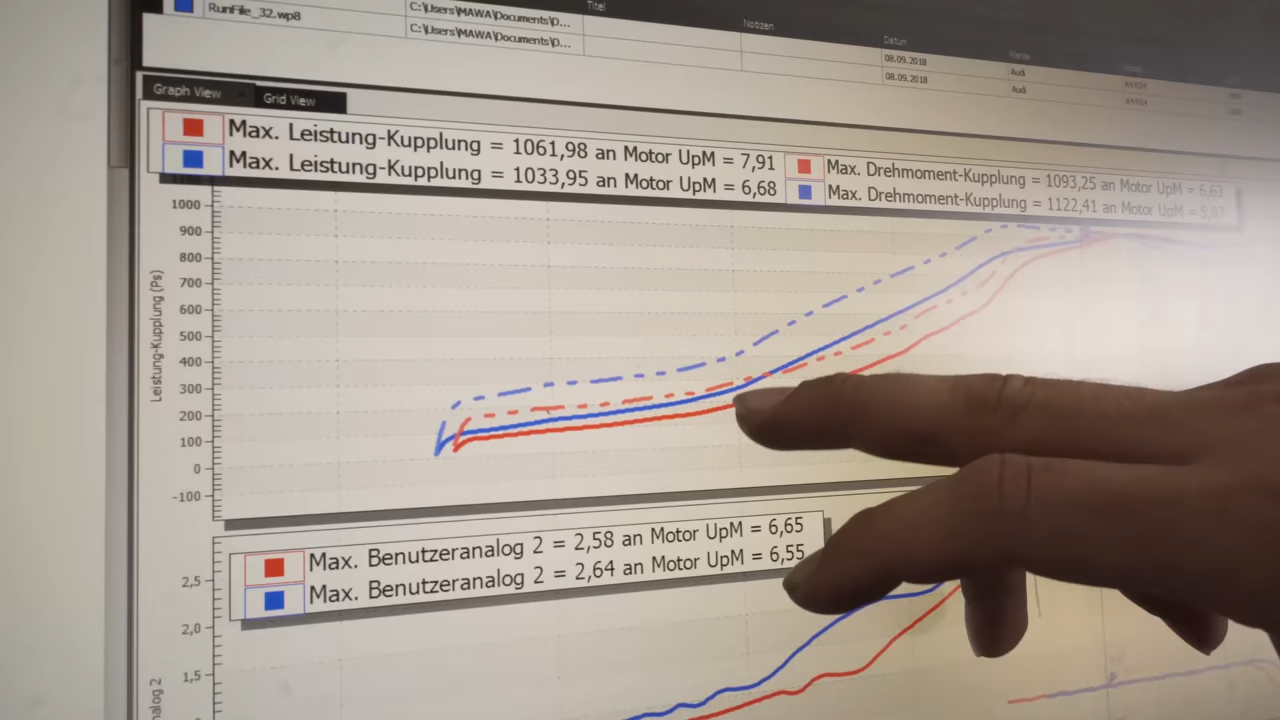 Titel
Notizen
Datum
RunFile_32.wp8 C:\Users\MAWA\Documents\D... 08.09.2018 Audi
C:\Users\MAWA\Documents\D... 08.09.2018 Audi
Graph View Grid View
Max. Leistung-Kupplung = 1061,98 an Motor UpM = 7,91
Max. Leistung-Kupplung = 1033,95 an Motor UpM = 6,68
Max. Drehmoment-Kupplung = 1093,25 an Motor UpM = 6,63
Max. Drehmoment-Kupplung = 1122,41 an Motor UpM =
1000
900
800
700
600
500
400
300
200
100
0
-100
Leistung-Kupplung (Ps)
Max. Benutzeranalog 2 = 2,58 an Motor UpM = 6,65
Max. Benutzeranalog 2 = 2,64 an Motor UpM = 6,55
2,5
2,0
1,5
nalog 2